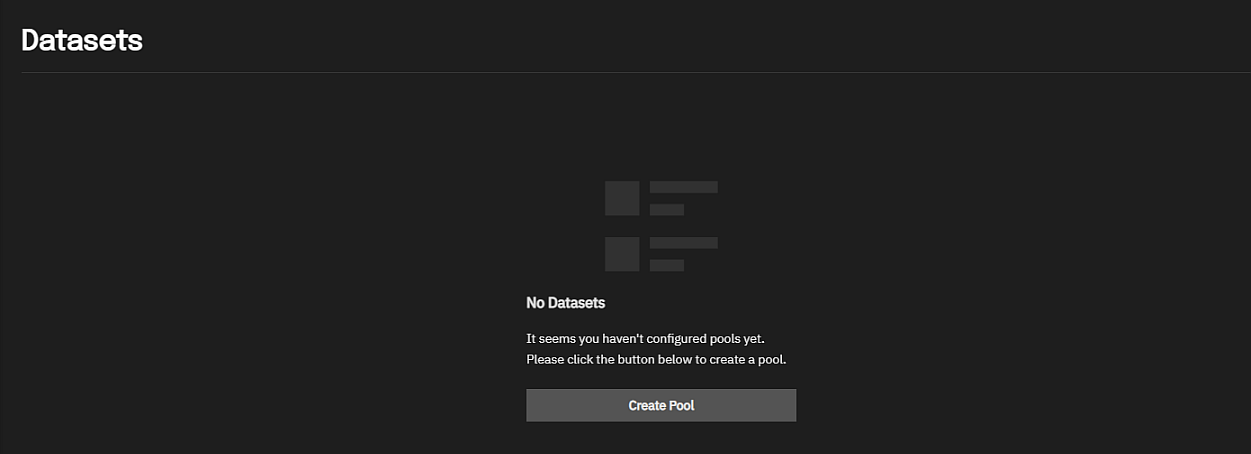 Datasets
No Datasets
It seems you haven't configured pools yet.
Please click the button below to create a pool.
Create Pool